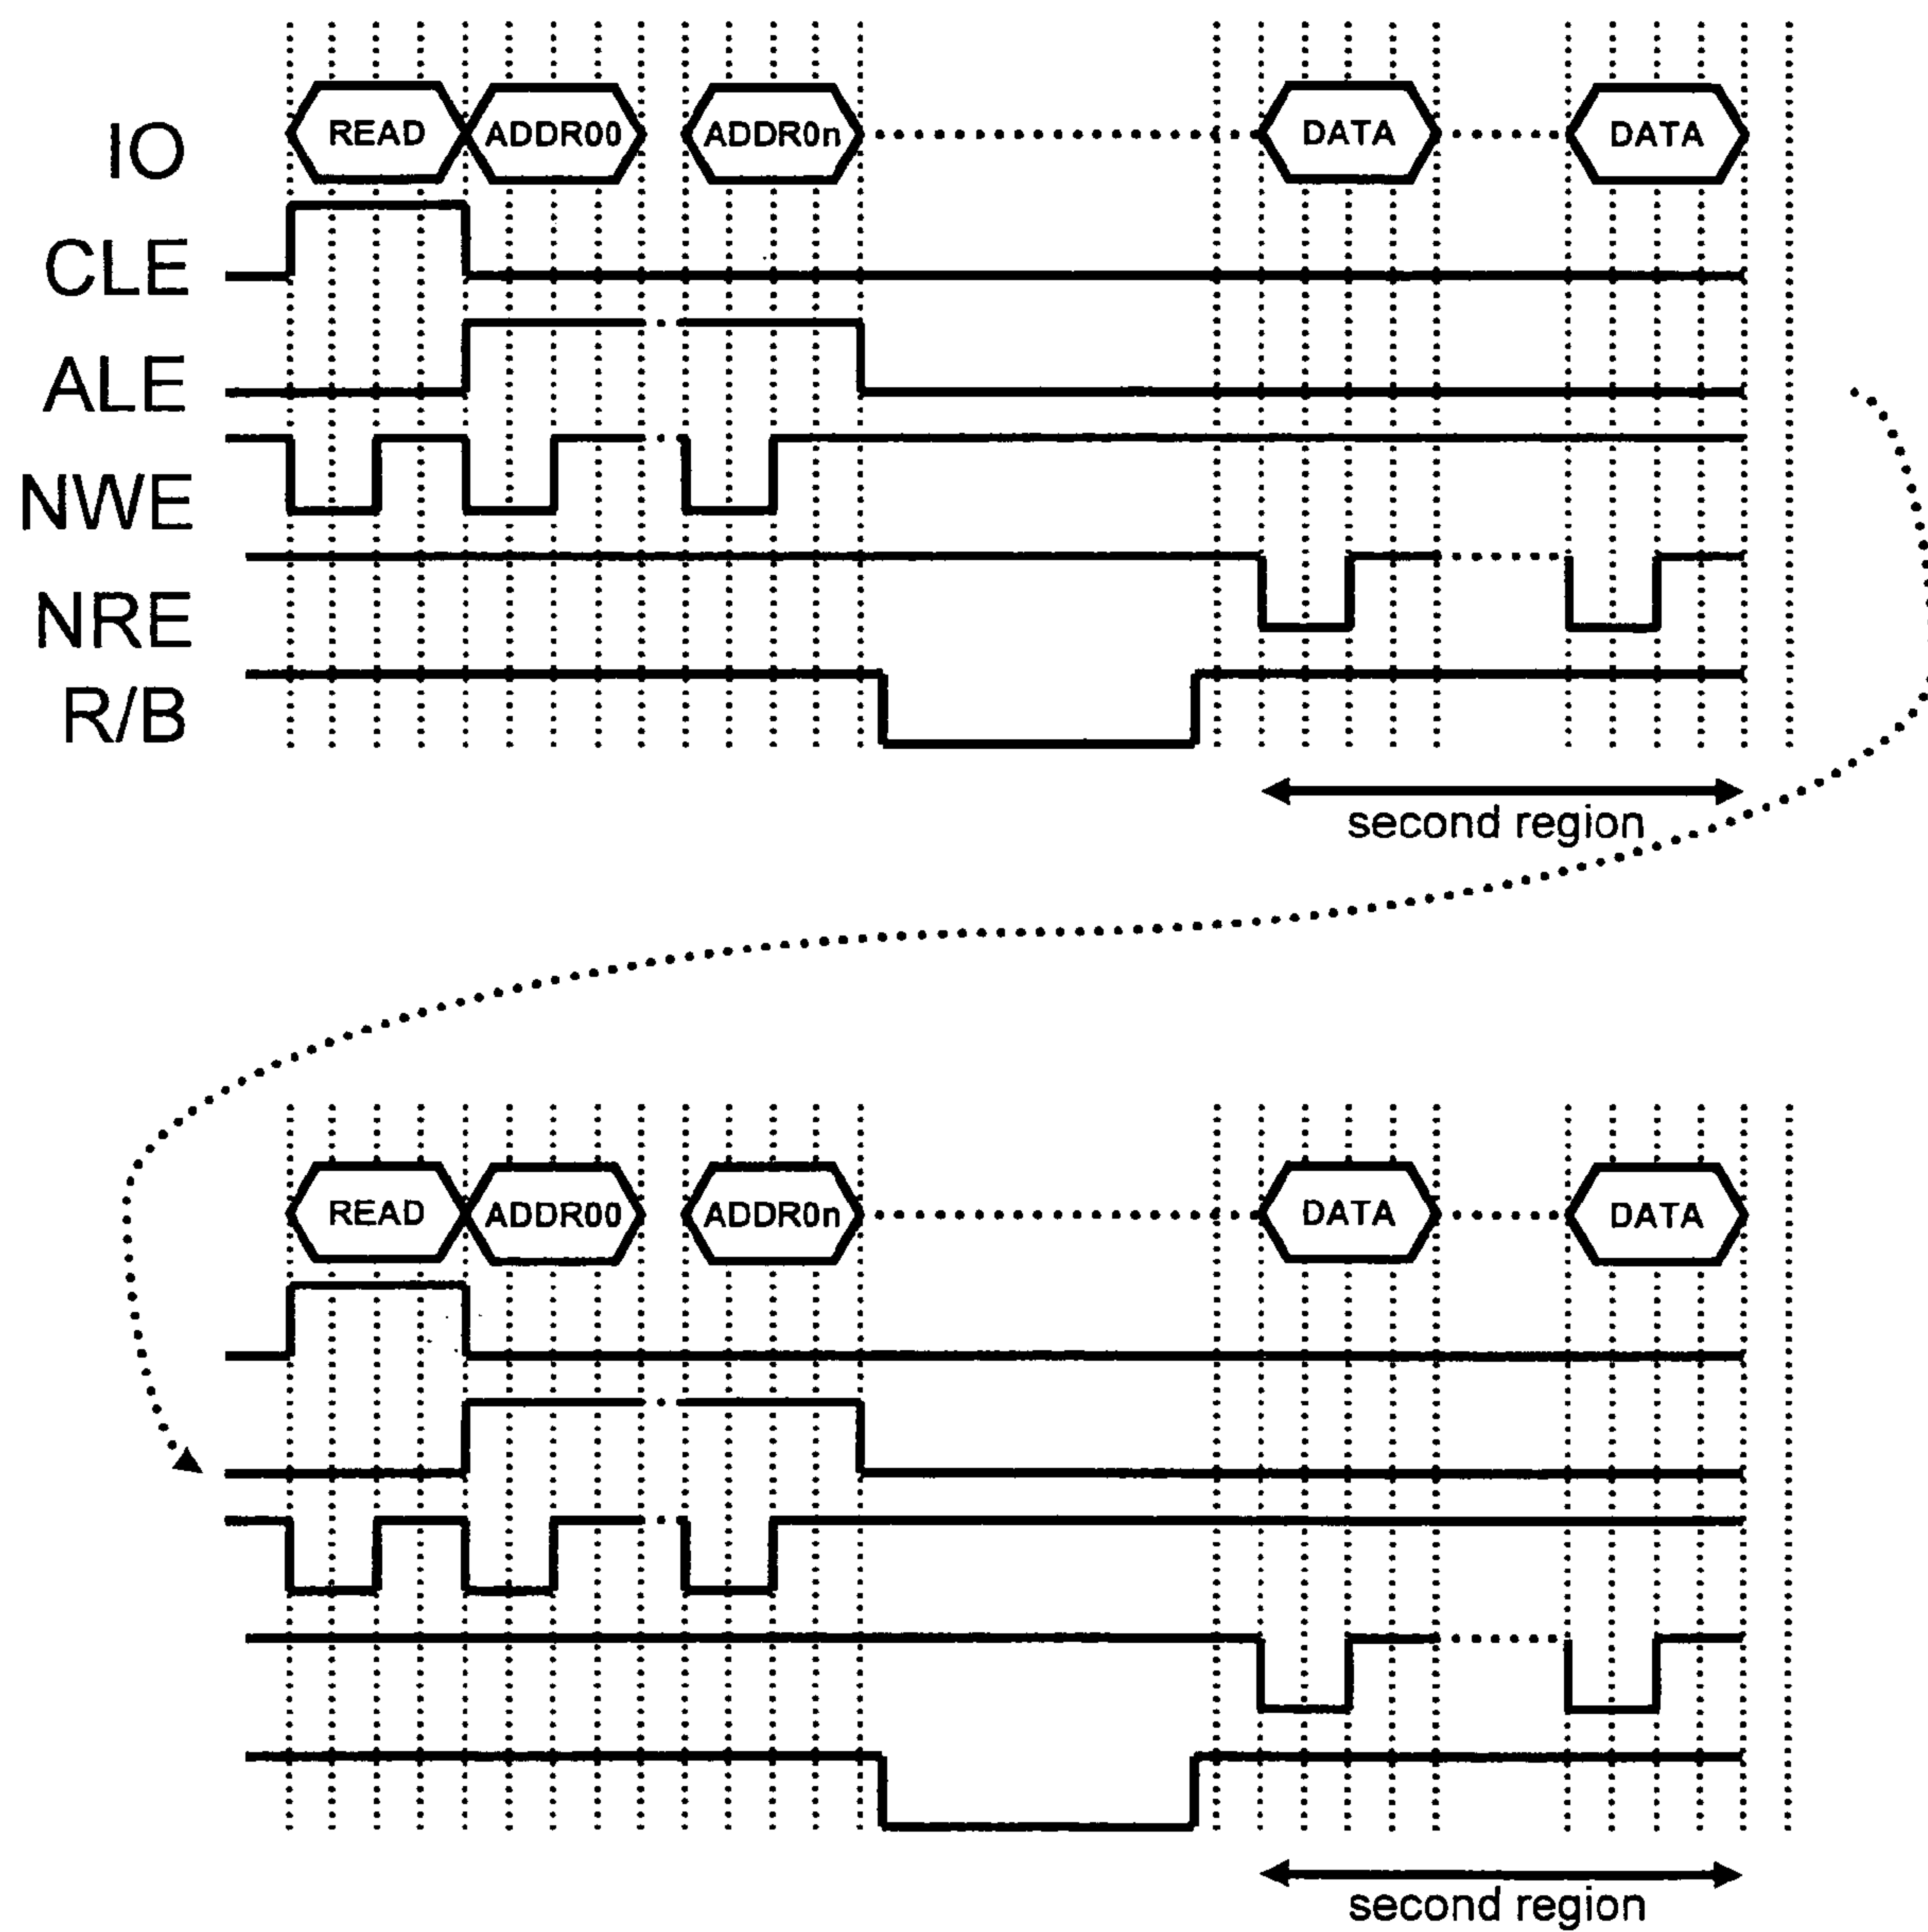 IO READ ADDR00 ADDR0n DATA DATA
CLE
ALE
NWE
NRE
R/B
second region
READ ADDR00 ADDR0n DATA DATA
second region